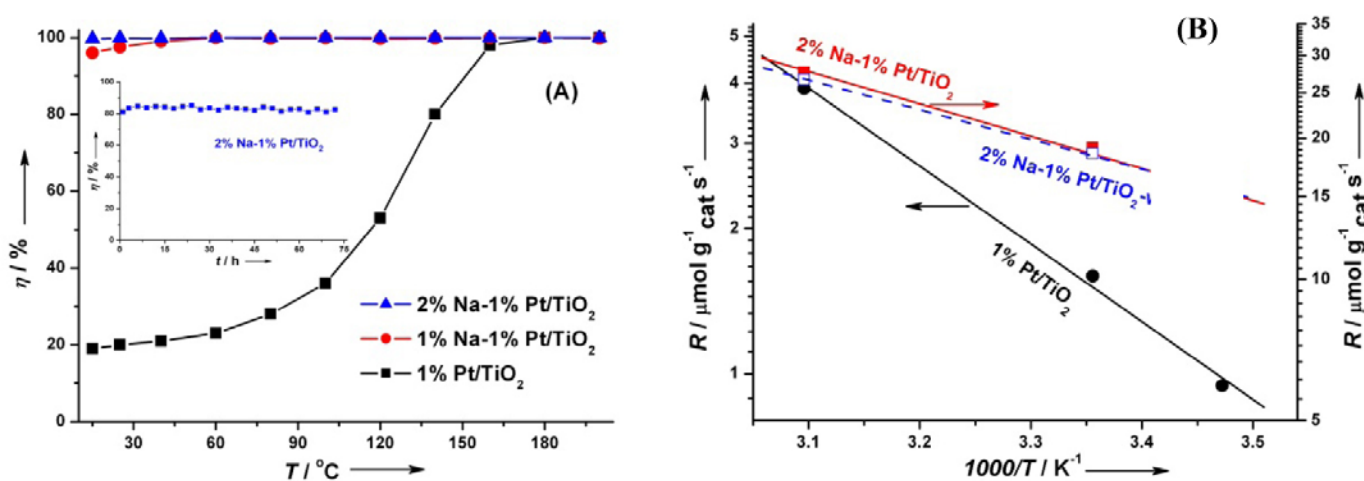 (A)
η / %
100
80
60
40
20
0
30
60
90
120
150
180
T / °C
η / %
100
80
60
40
20
0
0
15
30
45
60
75
t / h
2% Na-1% Pt/TiO₂
2% Na-1% Pt/TiO₂
1% Na-1% Pt/TiO₂
1% Pt/TiO₂
(B)
R / μmol g⁻¹ cat s⁻¹
5
4
3
2
1
2% Na-1% Pt/TiO₂
2% Na-1% Pt/TiO₂-
1% Pt/TiO₂
3.1
3.2
3.3
3.4
3.5
1000/T / K⁻¹
35
30
25
20
15
10
5
R / μmol g⁻¹ cat s⁻¹